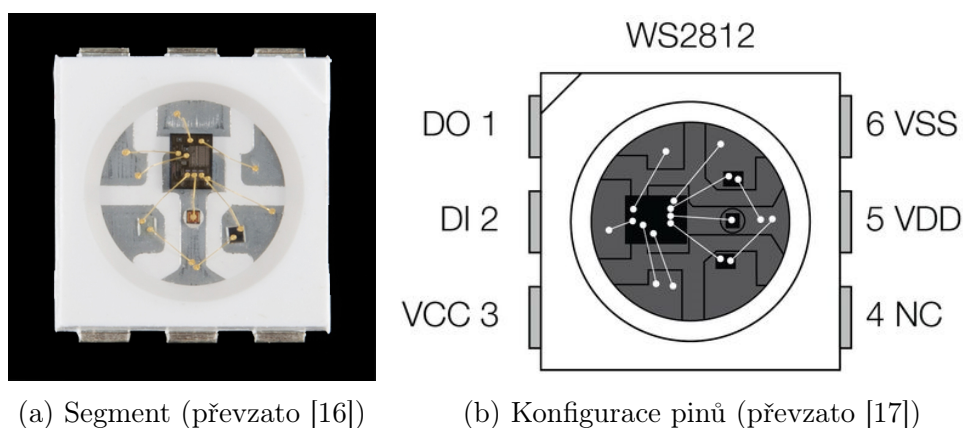 WS2812
DO 1
6 VSS
DI 2
5 VDD
VCC 3
4 NC
(a) Segment (převzato [16])
(b) Konfigurace pinů (převzato [17])